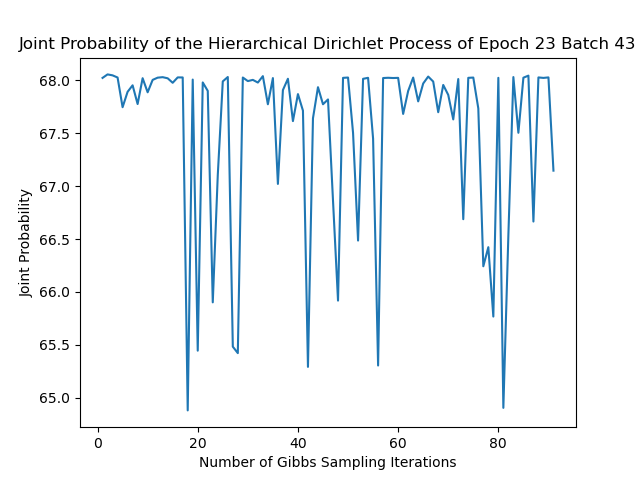 Joint Probability of the Hierarchical Dirichlet Process of Epoch 23 Batch 43
68.0
67.5
67.0
66.5
66.0
65.5
65.0
Joint Probability
0 20 40 60 80
Number of Gibbs Sampling Iterations